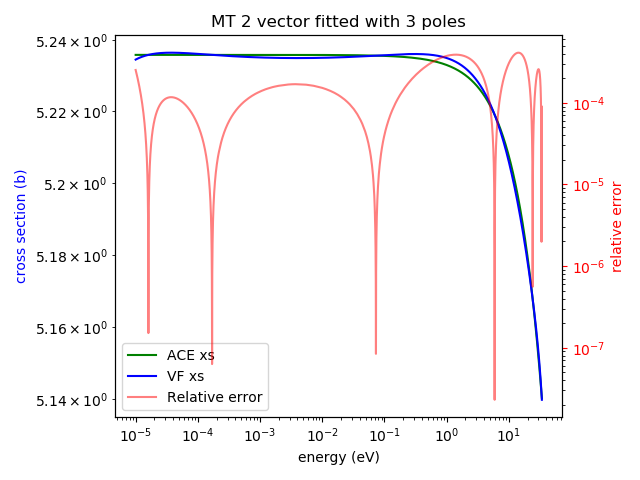 MT 2 vector fitted with 3 poles
5.24 × 10⁰
5.22 × 10⁰
5.2 × 10⁰
5.18 × 10⁰
5.16 × 10⁰
5.14 × 10⁰
cross section (b)
10⁻⁴
10⁻⁵
10⁻⁶
10⁻⁷
relative error
ACE xs
VF xs
Relative error
10⁻⁵ 10⁻⁴ 10⁻³ 10⁻² 10⁻¹ 10⁰ 10¹
energy (eV)